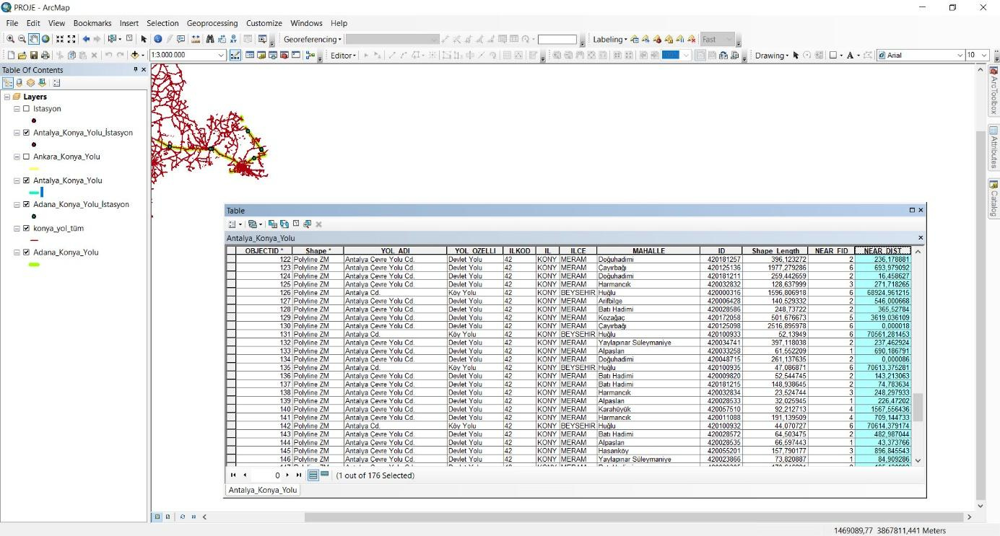 PROJE - ArcMap
File Edit View Bookmarks Insert Selection Geoprocessing Customize Windows Help
Georeferencing Labeling Fast
1:3.000.000 Editor Drawing A Arial 10
Table Of Contents
Layers
Istasyon
Antalya_Konya_Yolu_İstasyon
Ankara_Konya_Yolu
Antalya_Konya_Yolu
Adana_Konya_Yolu_İstasyon
konya_yol_tüm
Adana_Konya_Yolu
ArcToolbox
Attributes
Catalog
Table
Antalya_Konya_Yolu
OBJECTID * Shape * YOL_ADI YOL_OZELLI ILKOD IL ILCE MAHALLE ID Shape_Length NEAR_FID NEAR_DIST
122 Polyline ZM Antalya Çevre Yolu Cd. Devlet Yolu 42 KONY MERAM Doğuhadimi 420181257 396,123272 2 236,178881
123 Polyline ZM Antalya Çevre Yolu Cd. Devlet Yolu 42 KONY MERAM Çayırbağı 420125136 1977,279286 6 693,979092
124 Polyline ZM Antalya Çevre Yolu Cd. Devlet Yolu 42 KONY MERAM Doğuhadimi 420181211 259,442659 2 16,458627
125 Polyline ZM Antalya Çevre Yolu Cd. Devlet Yolu 42 KONY MERAM Harmancık 420032832 128,637999 3 271,718265
126 Polyline ZM Antalya Cd. Köy Yolu 42 KONY BEYSEHIR Huğlu 420000316 1596,806918 6 68924,961215
127 Polyline ZM Antalya Çevre Yolu Cd. Devlet Yolu 42 KONY MERAM Arifbilge 420006428 140,529332 2 546,000668
128 Polyline ZM Antalya Çevre Yolu Cd. Devlet Yolu 42 KONY MERAM Batı Hadimi 420028586 248,73722 2 365,52784
129 Polyline ZM Antalya Çevre Yolu Cd. Devlet Yolu 42 KONY MERAM Kozağaç 420172058 501,676673 5 3619,036109
130 Polyline ZM Antalya Çevre Yolu Cd. Devlet Yolu 42 KONY MERAM Çayırbağı 420125098 2516,895978 6 0,000018
131 Polyline ZM Antalya Cd. Köy Yolu 42 KONY BEYSEHIR Huğlu 420100933 52,13949 6 70561,281453
132 Polyline ZM Antalya Çevre Yolu Cd. Devlet Yolu 42 KONY MERAM Yaylapınar Süleymaniye 420034741 397,118038 2 237,462924
133 Polyline ZM Antalya Çevre Yolu Cd. Devlet Yolu 42 KONY MERAM Alpaslan 420033258 61,552209 1 690,186791
134 Polyline ZM Antalya Çevre Yolu Cd. Devlet Yolu 42 KONY MERAM Doğuhadimi 420048715 261,137635 2 0,000086
135 Polyline ZM Antalya Cd. Köy Yolu 42 KONY BEYSEHIR Huğlu 420100935 47,086871 6 70613,375281
136 Polyline ZM Antalya Çevre Yolu Cd. Devlet Yolu 42 KONY MERAM Batı Hadimi 420009820 52,544745 2 143,213063
137 Polyline ZM Antalya Çevre Yolu Cd. Devlet Yolu 42 KONY MERAM Batı Hadimi 420181215 148,938645 2 74,783634
138 Polyline ZM Antalya Çevre Yolu Cd. Devlet Yolu 42 KONY MERAM Harmancık 420032834 23,524744 3 248,297933
139 Polyline ZM Antalya Çevre Yolu Cd. Devlet Yolu 42 KONY MERAM Alpaslan 420028533 32,025945 1 226,47202
140 Polyline ZM Antalya Çevre Yolu Cd. Devlet Yolu 42 KONY MERAM Karahüyük 420057510 92,212713 4 1567,556436
141 Polyline ZM Antalya Çevre Yolu Cd. Devlet Yolu 42 KONY MERAM Harmancık 420011088 191,139509 4 709,144733
142 Polyline ZM Antalya Cd. Köy Yolu 42 KONY BEYSEHIR Huğlu 420100932 44,070727 6 70614,379174
143 Polyline ZM Antalya Çevre Yolu Cd. Devlet Yolu 42 KONY MERAM Batı Hadimi 420028572 64,503475 2 482,987044
144 Polyline ZM Antalya Çevre Yolu Cd. Devlet Yolu 42 KONY MERAM Alpaslan 420028535 66,597443 1 43,373766
145 Polyline ZM Antalya Çevre Yolu Cd. Devlet Yolu 42 KONY MERAM Hasanköy 420055201 157,790177 3 896,845543
146 Polyline ZM Antalya Çevre Yolu Cd. Devlet Yolu 42 KONY MERAM Yaylapınar Süleymaniye 420023866 73,820887 1 84,909286
0 (1 out of 176 Selected)
Antalya_Konya_Yolu
1469089,77 3867811,441 Meters